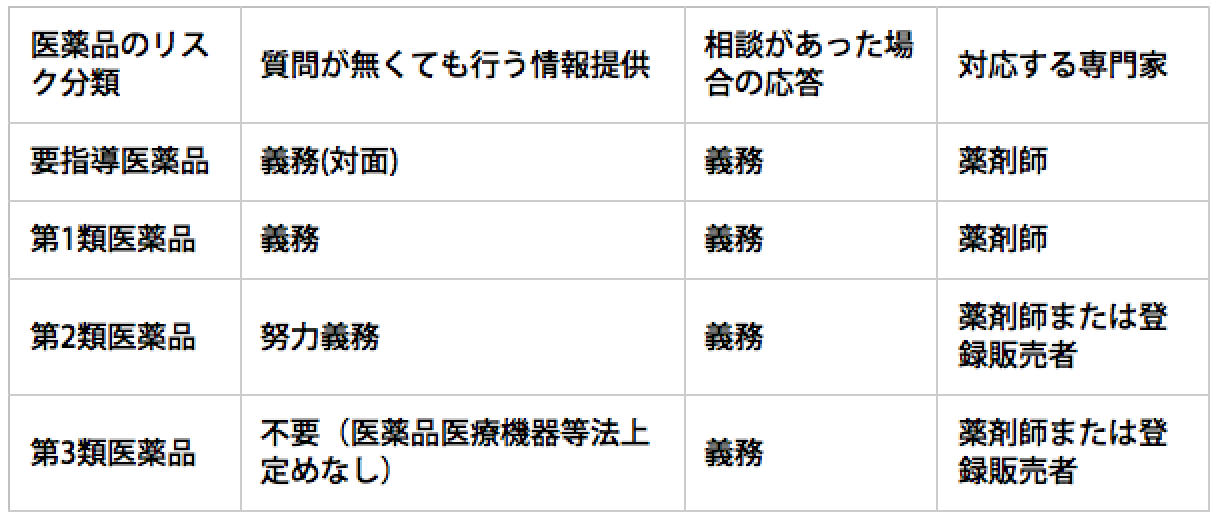 医薬品のリス
ク分類
質問が無くても行う情報提供
相談があった場
合の応答
対応する専門家
要指導医薬品
義務(対面)
義務
薬剤師
第1類医薬品
義務
義務
薬剤師
第2類医薬品
努力義務
義務
薬剤師または登
録販売者
第3類医薬品
不要（医薬品医療機器等法上
定めなし）
義務
薬剤師または登
録販売者